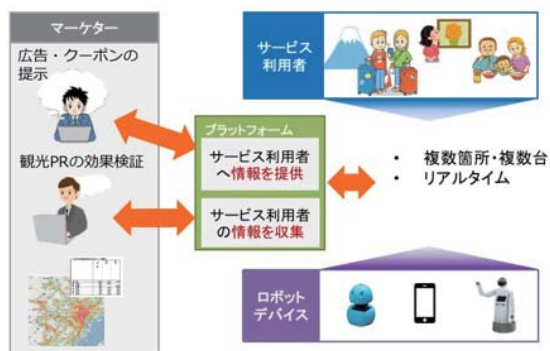 マーケター
広告・クーポンの
提示
観光PRの効果検証
プラットフォーム
サービス利用者
へ情報を提供
サービス利用者
の情報を収集
サービス
利用者
• 複数箇所・複数台
• リアルタイム
ロボット
デバイス